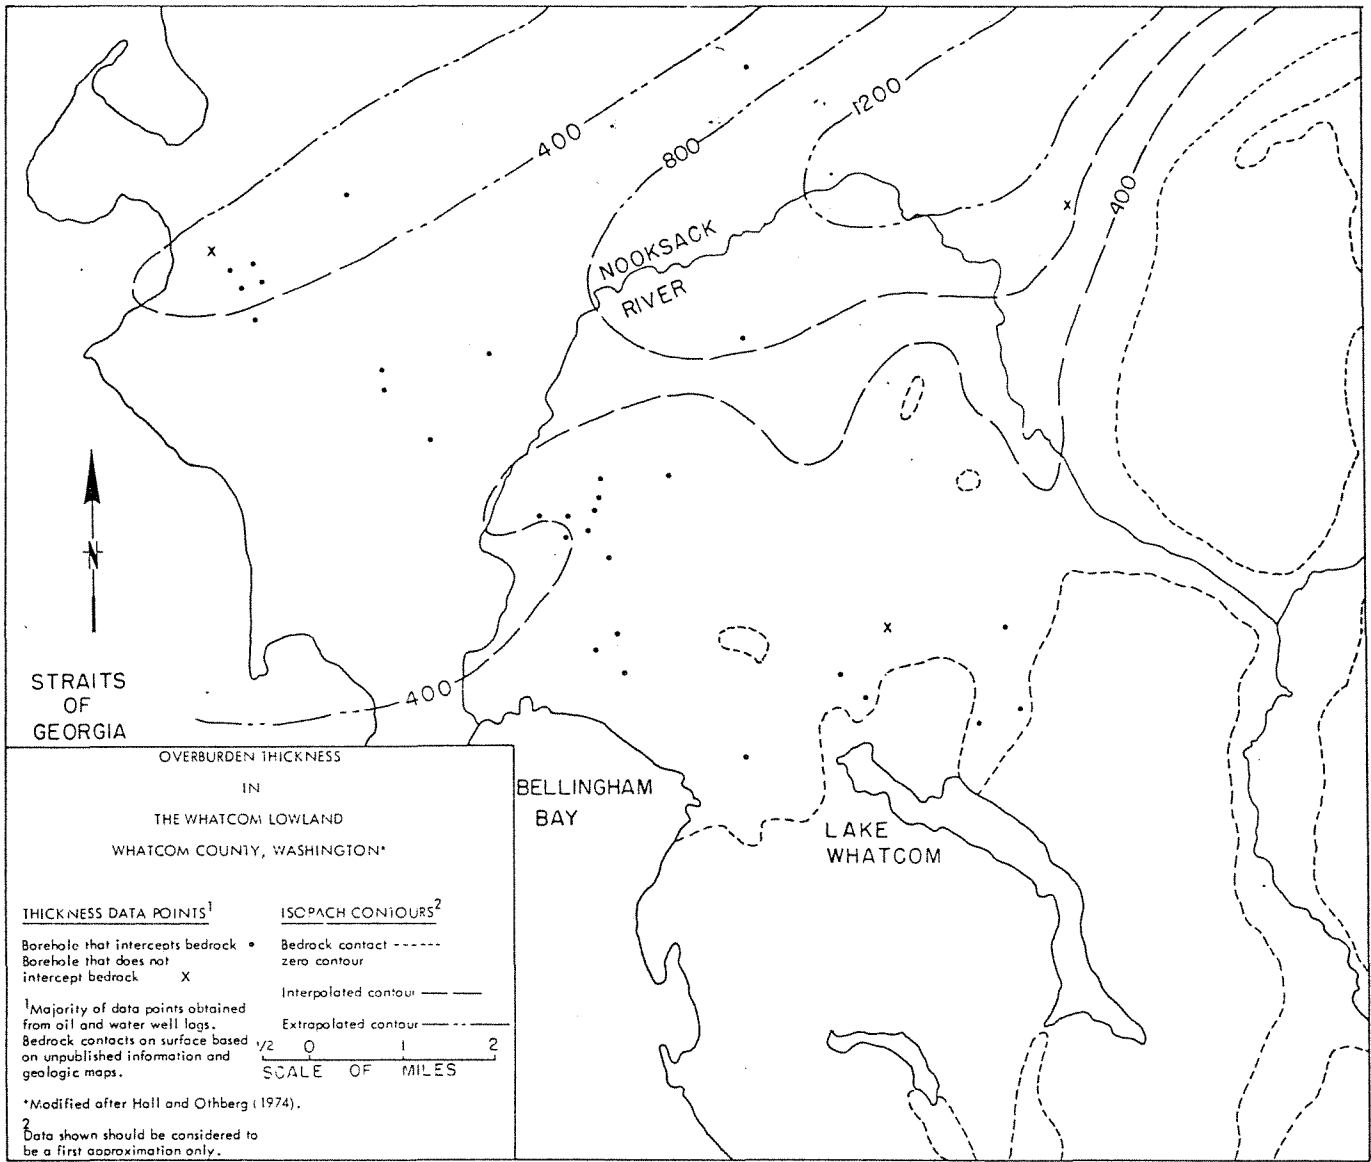 1200
400
800
400
NOOKSACK
RIVER
N
STRAITS
OF
GEORGIA
400
OVERBURDEN THICKNESS
IN
THE WHATCOM LOWLAND
WHATCOM COUNTY, WASHINGTON*
BELLINGHAM
BAY
LAKE
WHATCOM
THICKNESS DATA POINTS1
Borehole that intercepts bedrock •
Borehole that does not
intercept bedrock X
1Majority of data points obtained
from oil and water well logs.
Bedrock contacts on surface based
on unpublished information and
geologic maps.
*Modified after Hall and Othberg (1974).
2
Data shown should be considered to
be a first approximation only.
ISOPACH CONTOURS2
Bedrock contact
zero contour
Interpolated contour
Extrapolated contour
1/2 0 1 2
SCALE OF MILES